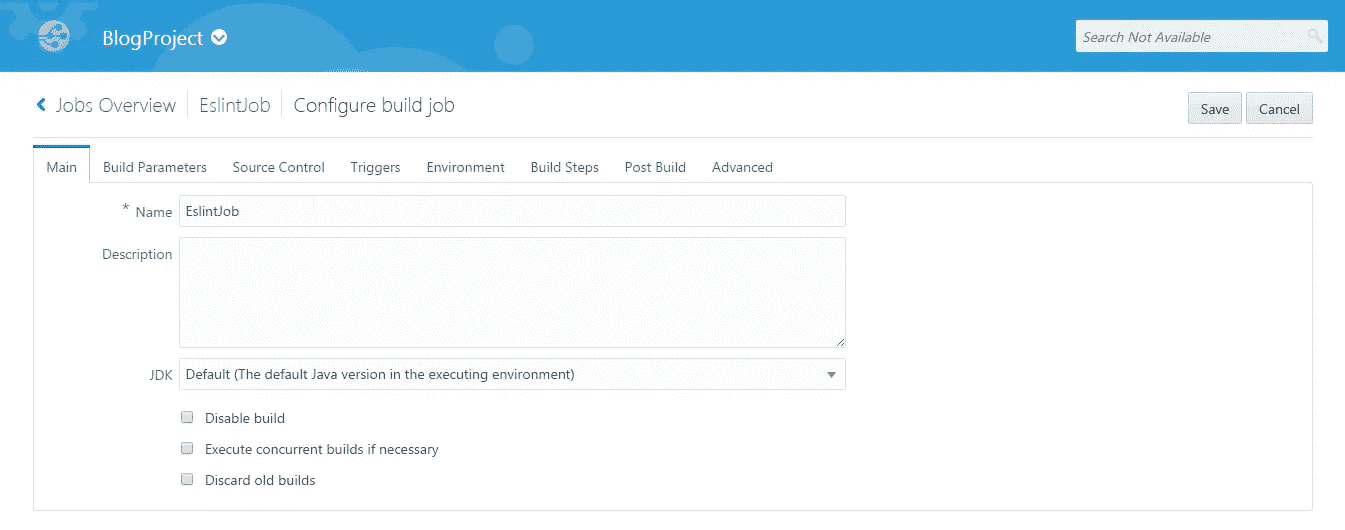 BlogProject
Search Not Available
Jobs Overview EslintJob Configure build job
Save Cancel
Main Build Parameters Source Control Triggers Environment Build Steps Post Build Advanced
* Name EslintJob
Description
JDK Default (The default Java version in the executing environment)
Disable build
Execute concurrent builds if necessary
Discard old builds